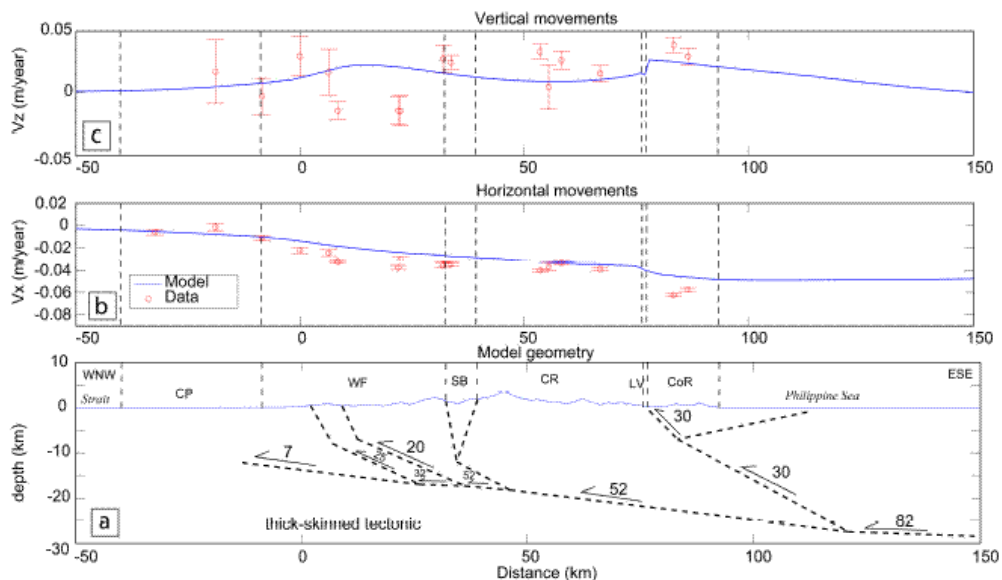 Vertical movements
0.05
0
-0.05
Vz (m/year)
c
-50 0 50 100 150
Horizontal movements
0.02
0
-0.02
-0.04
-0.06
-0.08
Vx (m/year)
b
Model
Data
-50 0 50 100 150
Model geometry
10
0
-10
-20
-30
depth (km)
WNW CP WF SB CR LV CoR ESE
Strait Philippine Sea
30
7 20 30
32 52 52 82
a
thick-skinned tectonic
0 50 100 150
Distance (km)